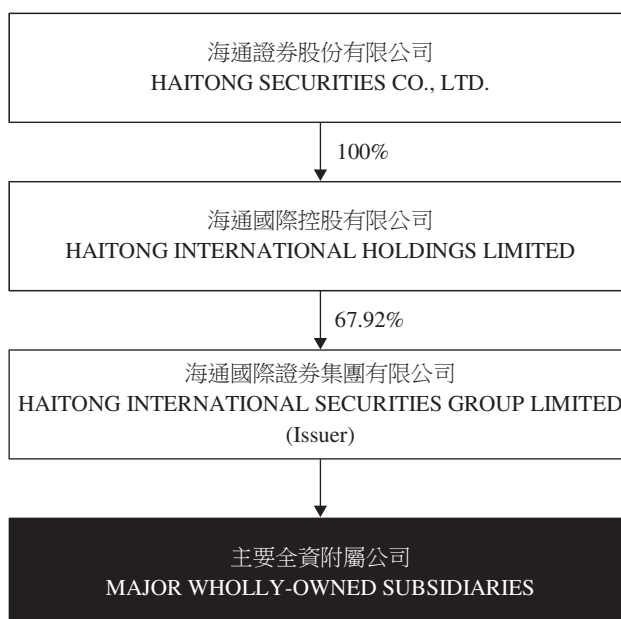 海通證券股份有限公司
HAITONG SECURITIES CO., LTD.
100%
海通國際控股有限公司
HAITONG INTERNATIONAL HOLDINGS LIMITED
67.92%
海通國際證券集團有限公司
HAITONG INTERNATIONAL SECURITIES GROUP LIMITED
(Issuer)
主要全資附屬公司
MAJOR WHOLLY-OWNED SUBSIDIARIES